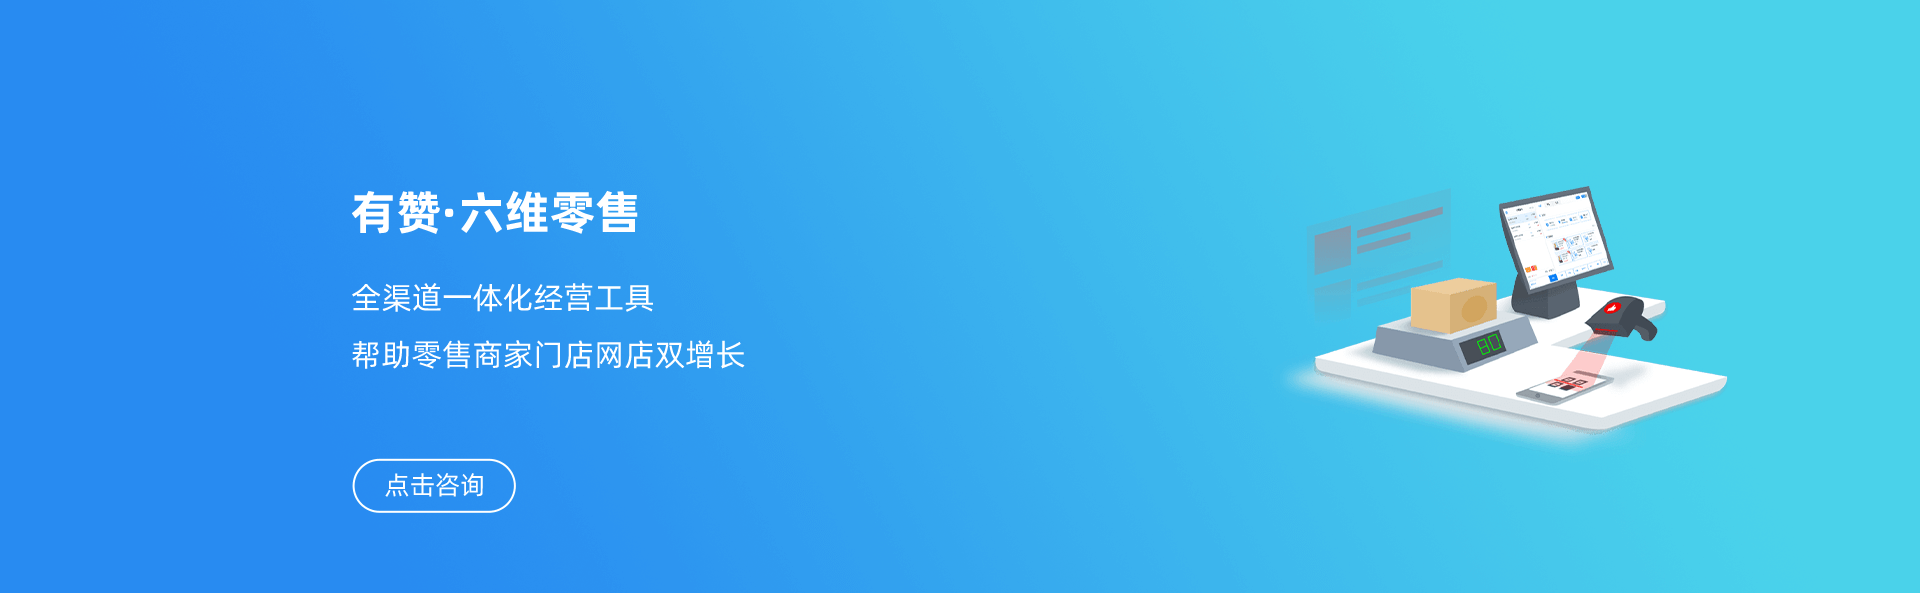 有赞·六维零售
全渠道一体化经营工具
帮助零售商家门店网店双增长
点击咨询
80